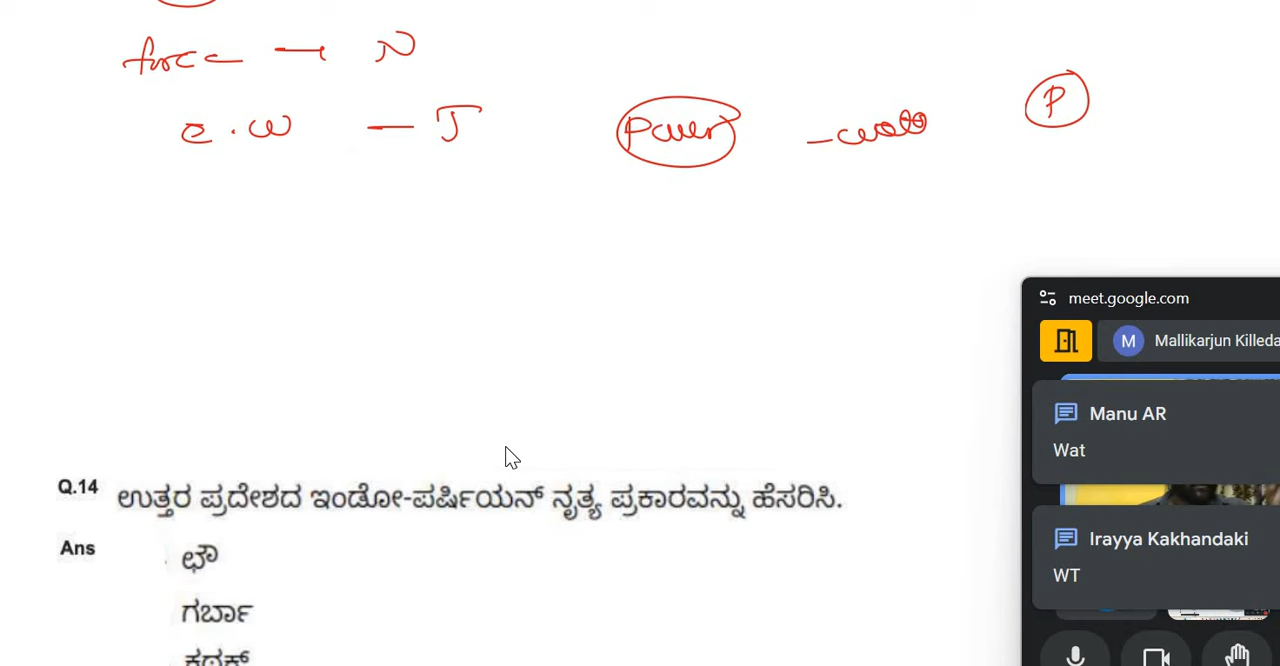 force — N
E.W — J
Power - watt
P
meet.google.com
M Mallikarjun Killeda
Manu AR
Wat
Q.14 ಉತ್ತರ ಪ್ರದೇಶದ ಇಂಡೋ-ಪರ್ಷಿಯನ್ ನೃತ್ಯ ಪ್ರಕಾರವನ್ನು ಹೆಸರಿಸಿ.
Irayya Kakhandaki
WT
Ans ಛೌ
ಗರ್ಬಾ
ಕಥಕ್